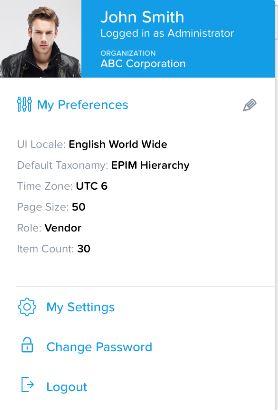 John Smith
Logged in as Administrator
ORGANIZATION
ABC Corporation
My Preferences
UI Locale: English World Wide
Default Taxonamy: EPIM Hierarchy
Time Zone: UTC 6
Page Size: 50
Role: Vendor
Item Count: 30
My Settings
Change Password
Logout